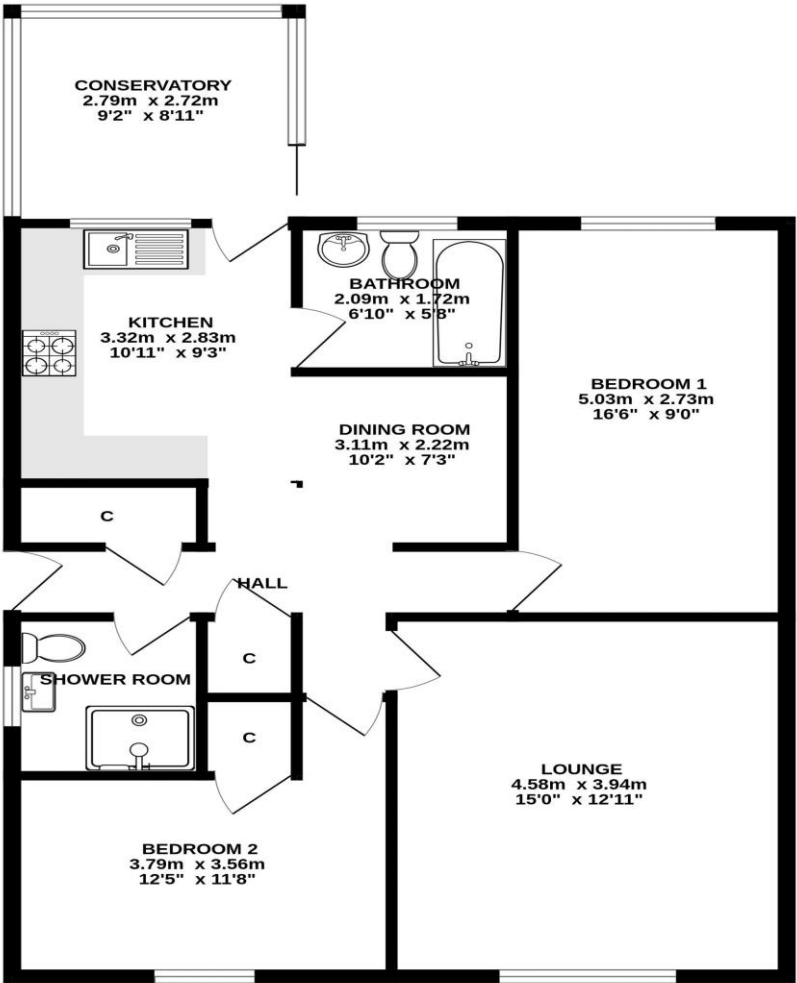 CONSERVATORY
2.79m x 2.72m
9'2" x 8'11"
BATHROOM
2.09m x 1.72m
6'10" x 5'8"
KITCHEN
3.32m x 2.83m
10'11" x 9'3"
BEDROOM 1
5.03m x 2.73m
16'6" x 9'0"
DINING ROOM
3.11m x 2.22m
10'2" x 7'3"
C
HALL
C
SHOWER ROOM
C
LOUNGE
4.58m x 3.94m
15'0" x 12'11"
BEDROOM 2
3.79m x 3.56m
12'5" x 11'8"